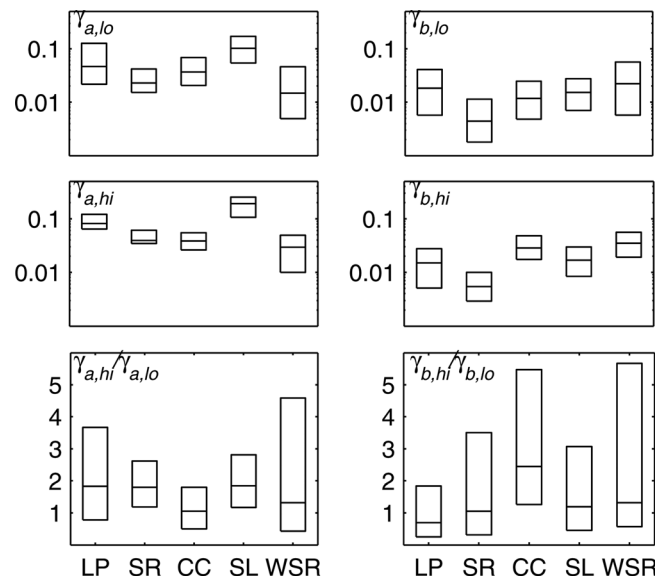 γa,lo
0.1
0.01
γb,lo
0.1
0.01
γa,hi
0.1
0.01
γb,hi
0.1
0.01
γa,hi/γa,lo
5
4
3
2
1
γb,hi/γb,lo
5
4
3
2
1
LP SR CC SL WSR
LP SR CC SL WSR